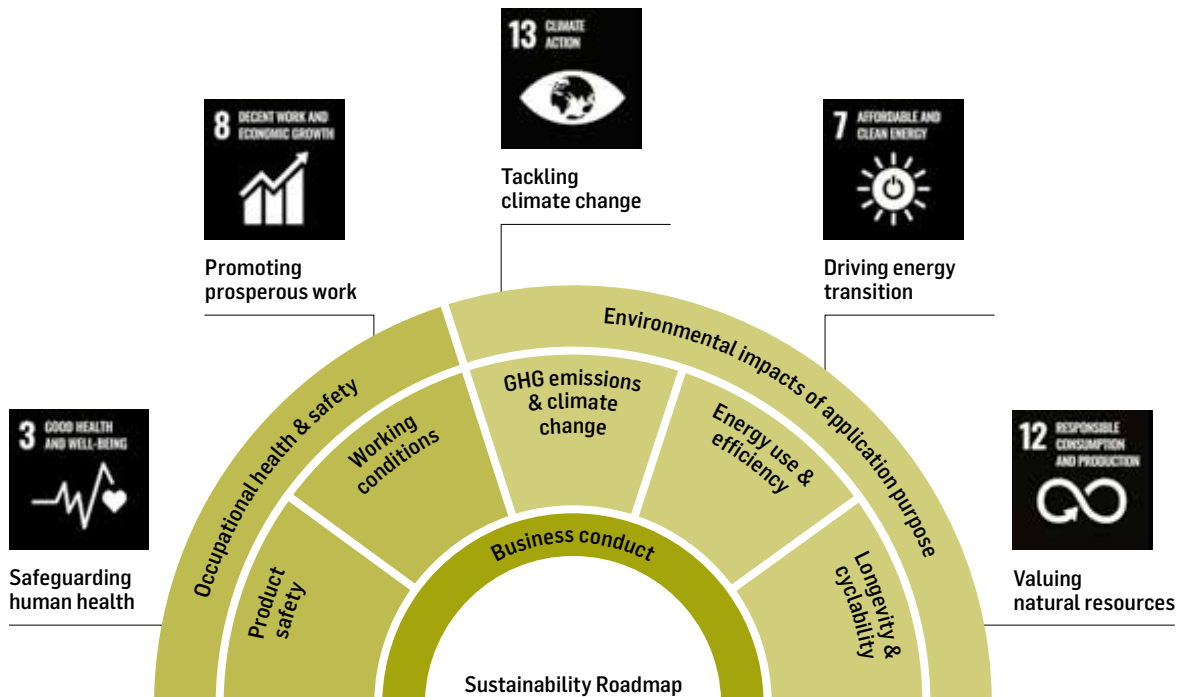 13 CLIMATE
ACTION
Tackling
climate change
8 DECENT WORK AND
ECONOMIC GROWTH
Promoting
prosperous work
7 AFFORDABLE AND
CLEAN ENERGY
Driving energy
transition
3 GOOD HEALTH
AND WELL-BEING
Safeguarding
human health
12 RESPONSIBLE
CONSUMPTION
AND PRODUCTION
Valuing
natural resources
Occupational health & safety
Environmental impacts of application purpose
Product
safety
Working
conditions
GHG emissions
& climate
change
Energy use &
efficiency
Longevity &
cyclability
Business conduct
Sustainability Roadmap